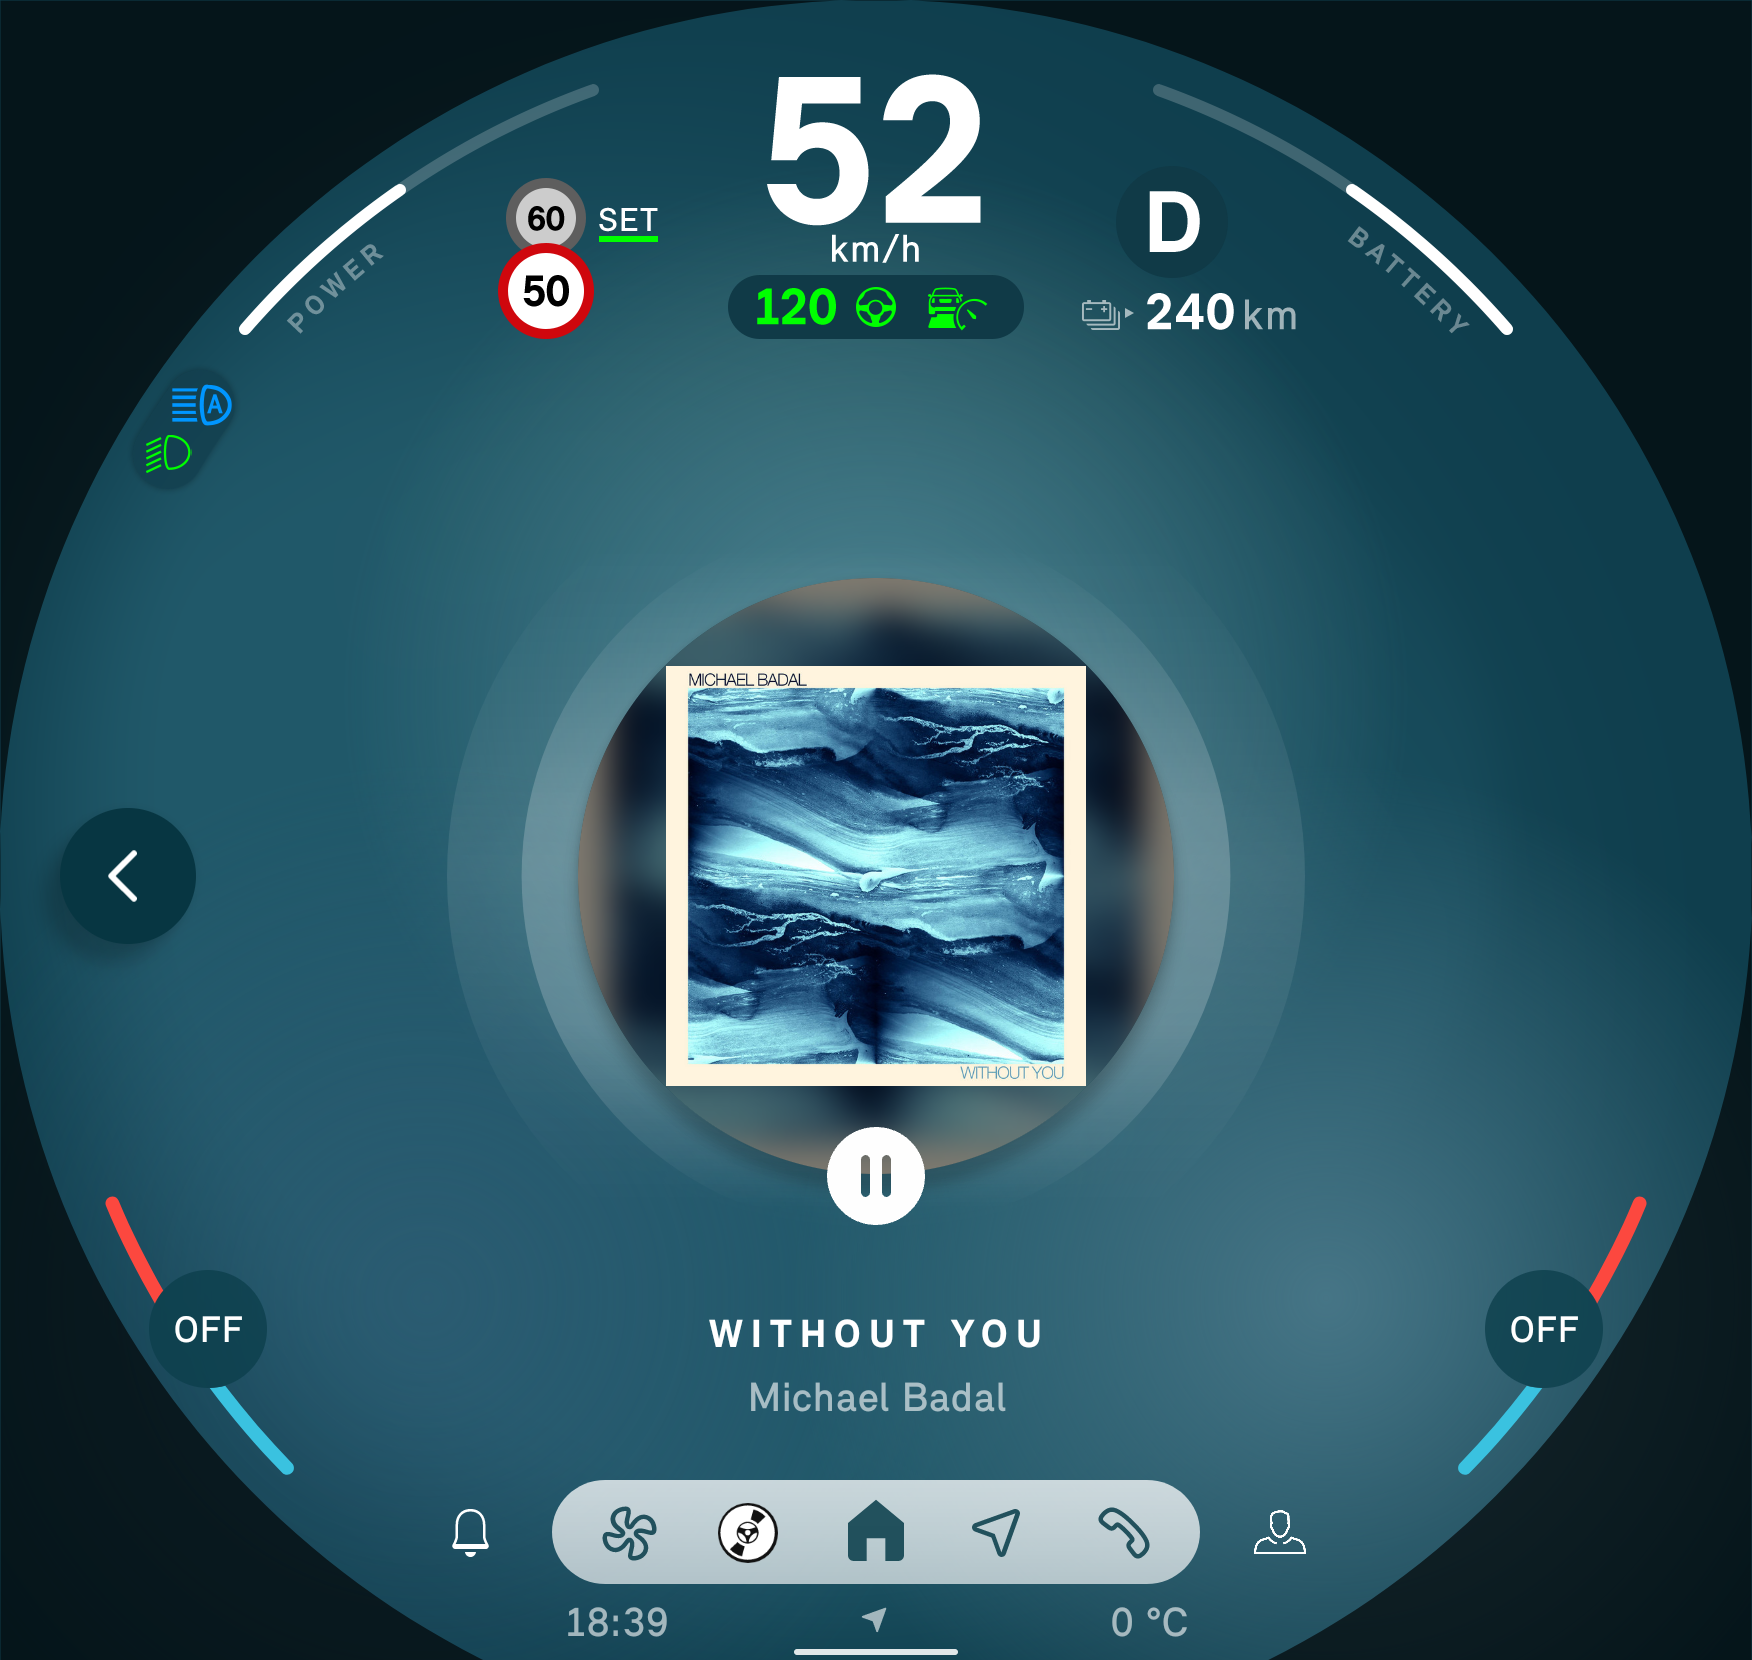 52
km/h
60
SET
50
120
D
240 km
POWER
BATTERY
A
MICHAEL BADAL
WITHOUT YOU
OFF
OFF
WITHOUT YOU
Michael Badal
18:39
0 °C